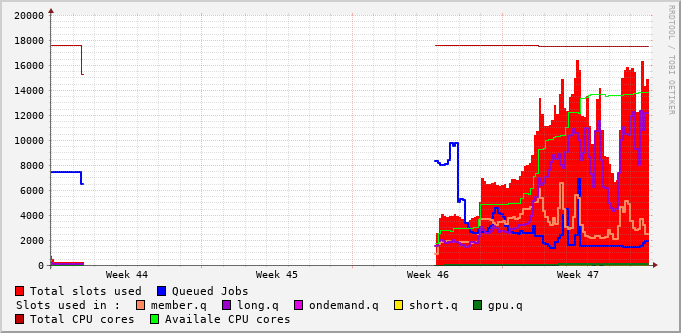 20000
18000
16000
14000
12000
10000
8000
6000
4000
2000
0
Week 44 Week 45 Week 46 Week 47
Total slots used Queued Jobs
Slots used in : member.q long.q ondemand.q short.q gpu.q
Total CPU cores Availale CPU cores
RRDTOOL / TOBI OETIKER